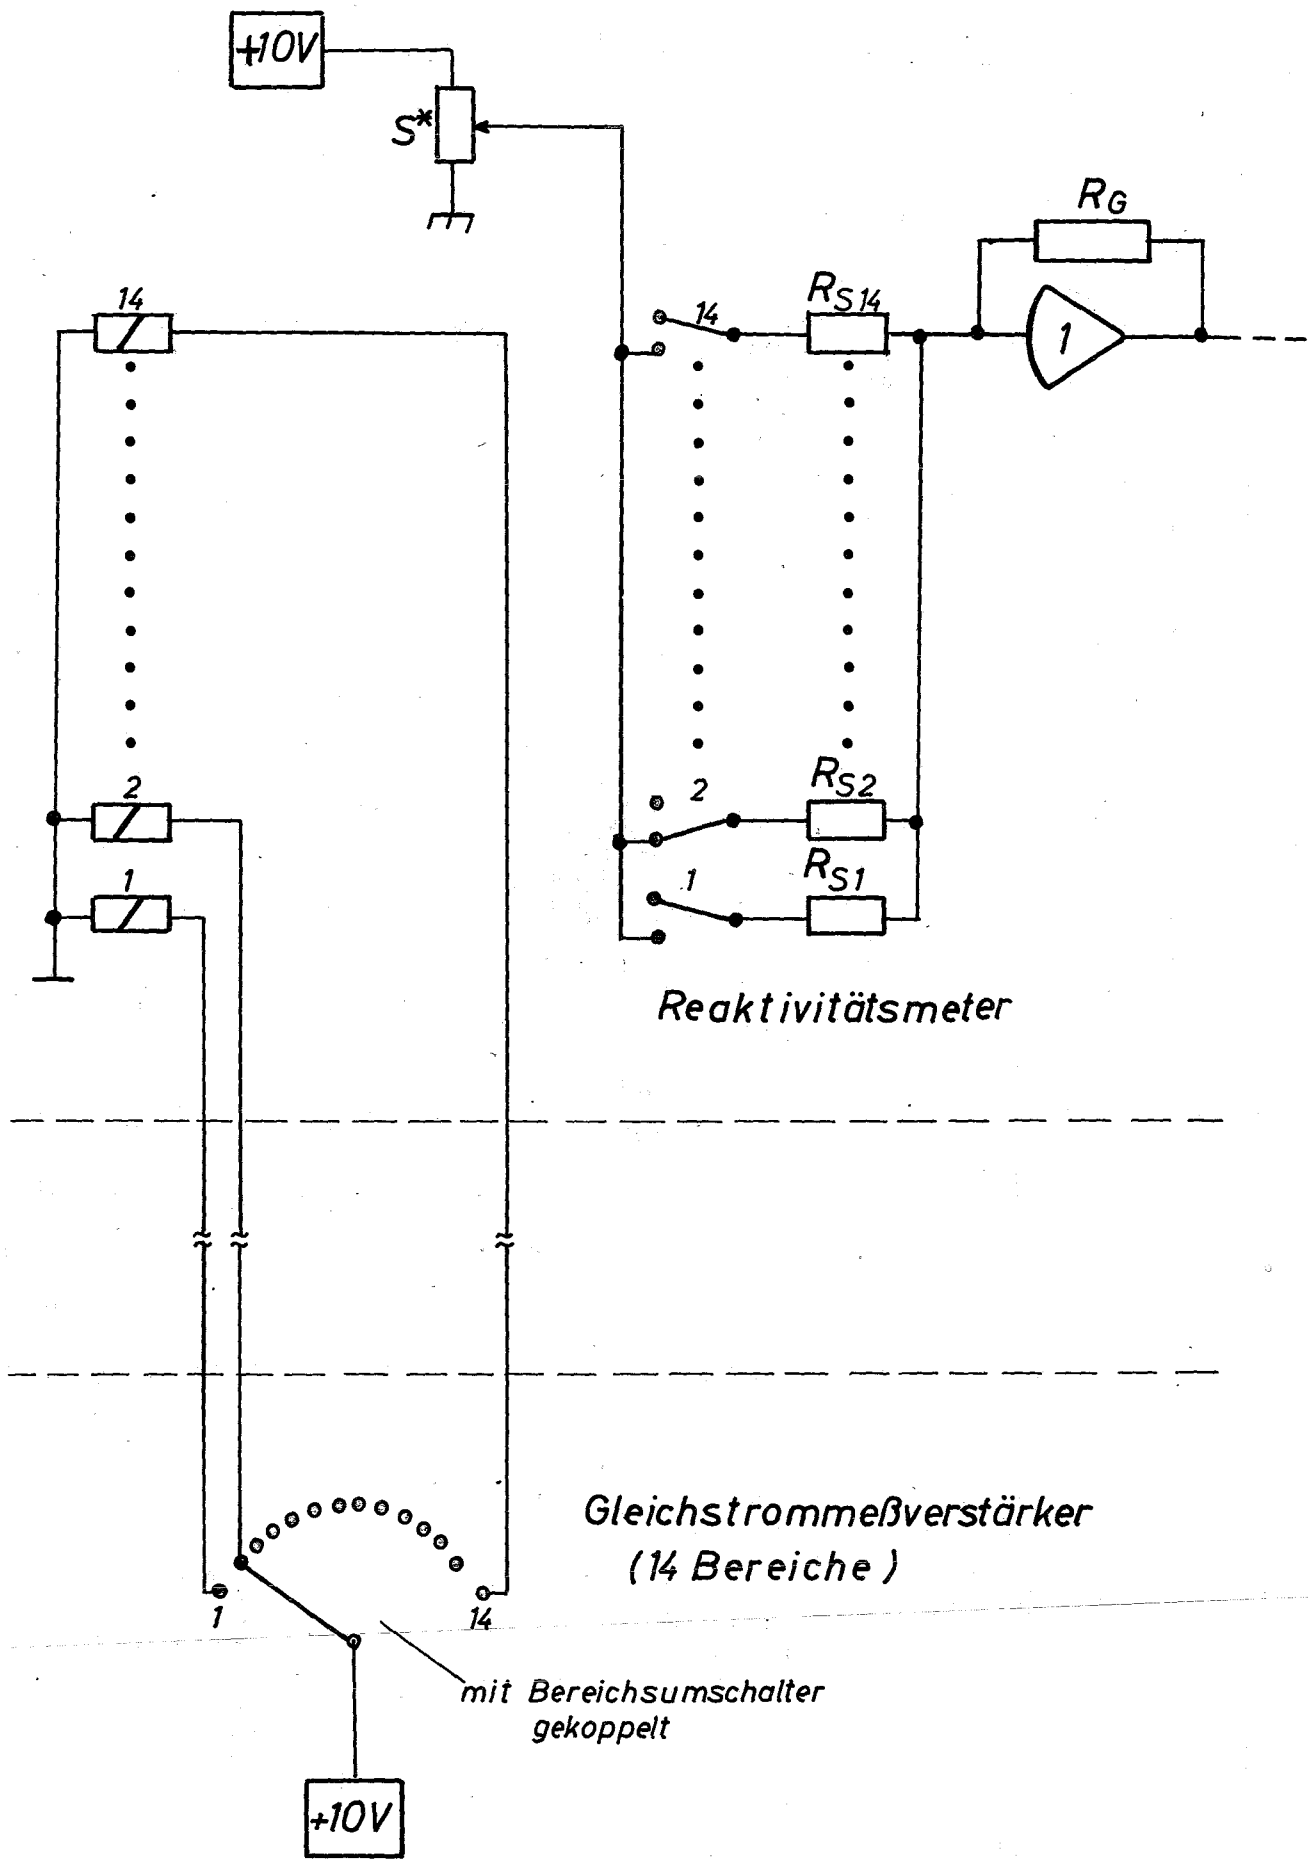 +10V
S*
R_G
14
14
R_S14
2
2
R_S2
1
1
R_S1
Reaktivitätsmeter
Gleichstrommeßverstärker
(14 Bereiche)
1
14
mit Bereichsumschalter
gekoppelt
+10V
1